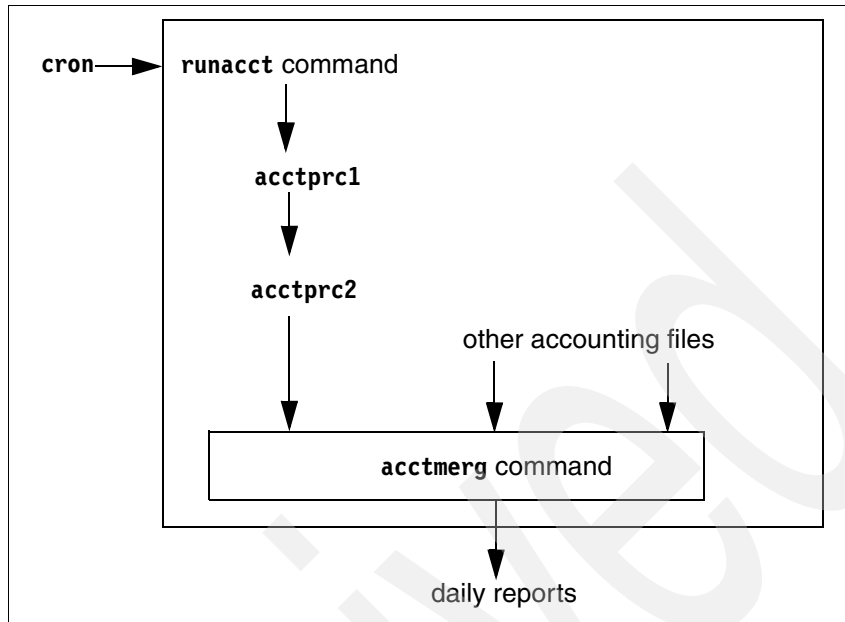 cron
runacct command
acctprc1
acctprc2
other accounting files
acctmerg command
daily reports